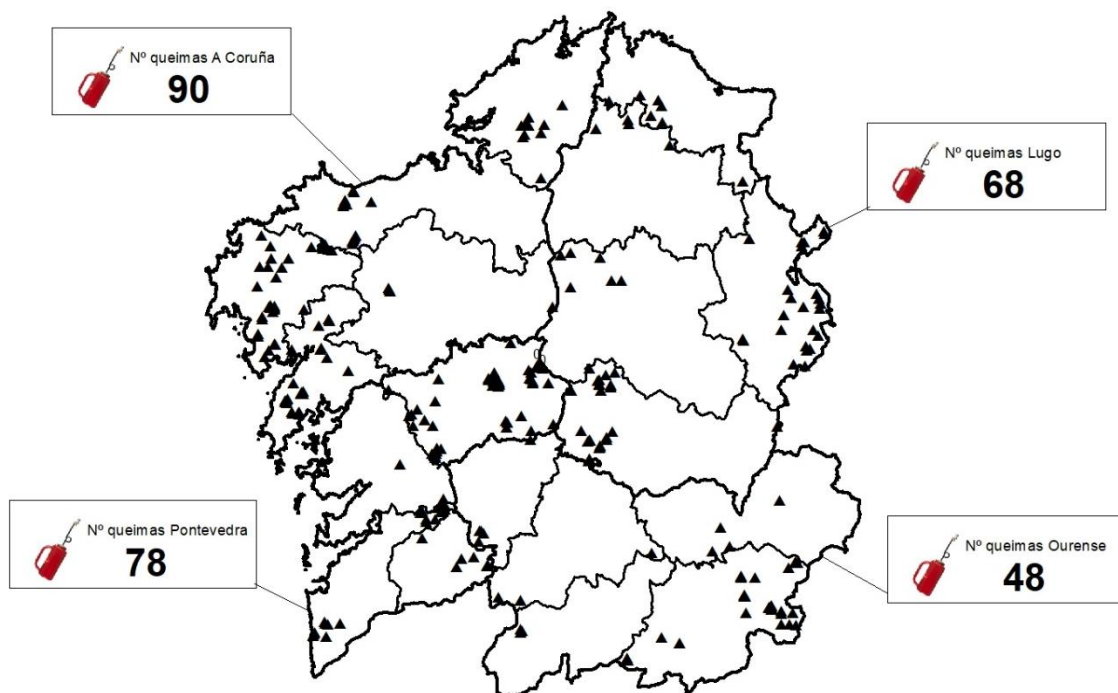 Nº queimas A Coruña
90
Nº queimas Lugo
68
Nº queimas Pontevedra
78
Nº queimas Ourense
48